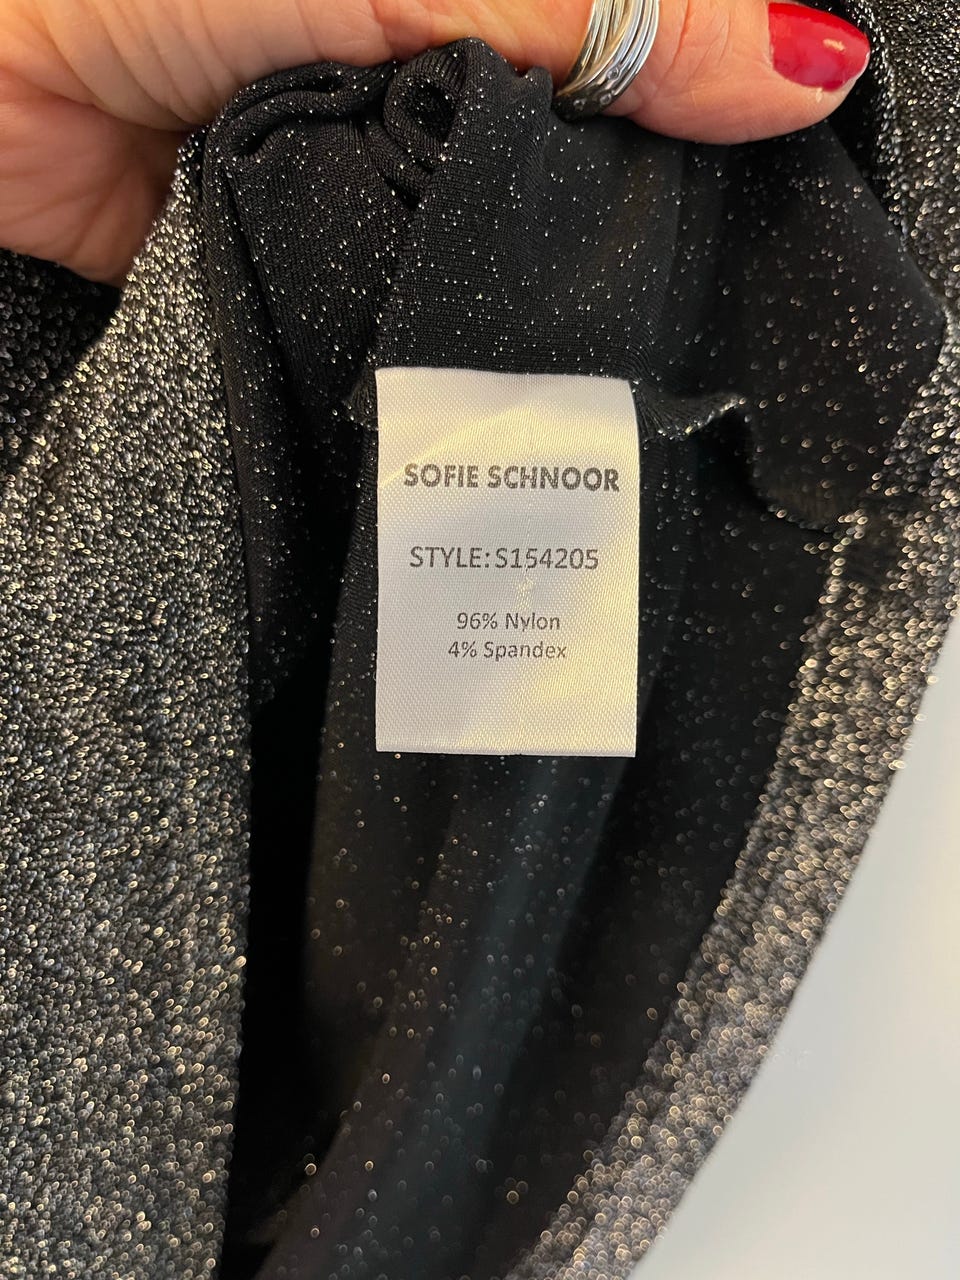 SOFIE SCHNOOR
STYLE: S154205
96% Nylon
4% Spandex